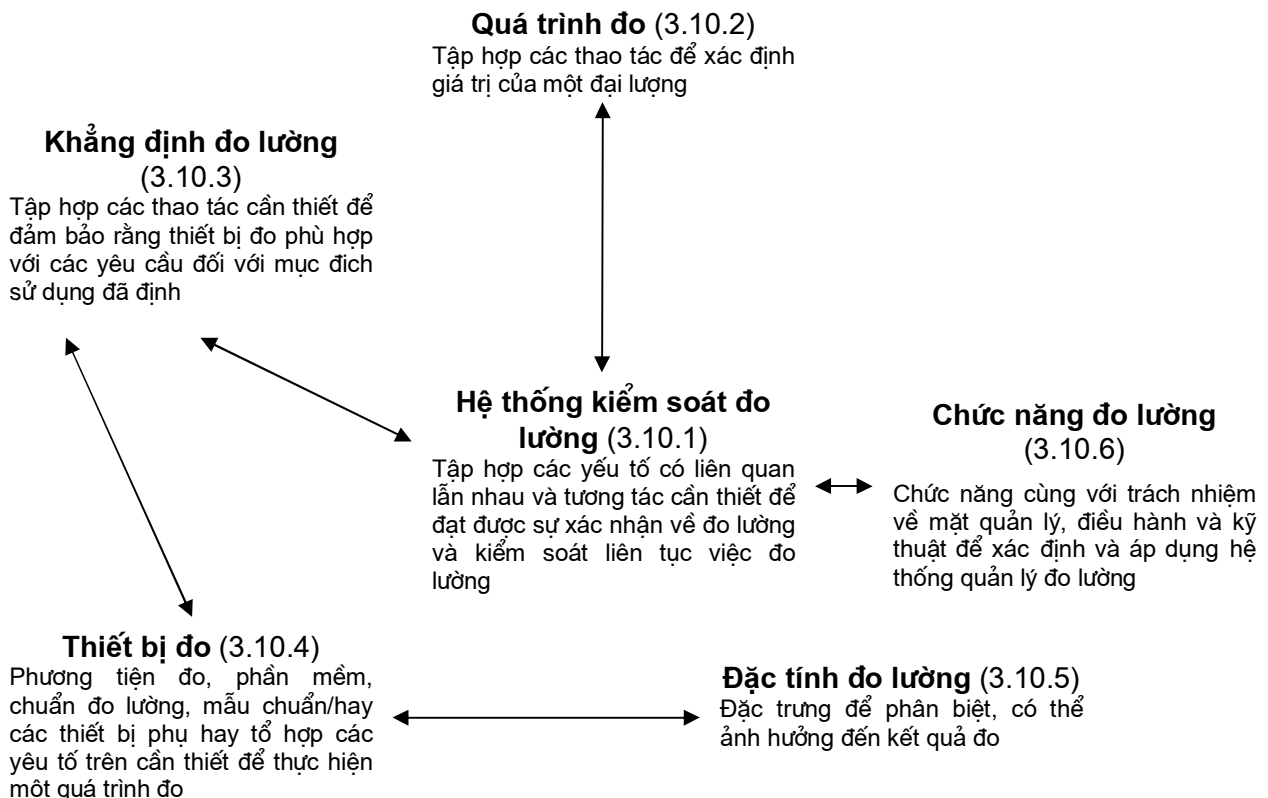 Quá trình đo (3.10.2)
Tập hợp các thao tác để xác định
giá trị của một đại lượng
Khẳng định đo lường
(3.10.3)
Tập hợp các thao tác cần thiết để
đảm bảo rằng thiết bị đo phù hợp
với các yêu cầu đối với mục đich
sử dụng đã định
Hệ thống kiểm soát đo
lường (3.10.1)
Tập hợp các yếu tố có liên quan
lẫn nhau và tương tác cần thiết để
đạt được sự xác nhận về đo lường
và kiểm soát liên tục việc đo
lường
Chức năng đo lường
(3.10.6)
Chức năng cùng với trách nhiệm
về mặt quản lý, điều hành và kỹ
thuật để xác định và áp dụng hệ
thống quản lý đo lường
Thiết bị đo (3.10.4)
Phương tiện đo, phần mềm,
chuẩn đo lường, mẫu chuẩn/hay
các thiết bị phụ hay tổ hợp các
yêu tố trên cần thiết để thực hiện
một quá trình đo
Đặc tính đo lường (3.10.5)
Đặc trưng để phân biệt, có thể
ảnh hưởng đến kết quả đo